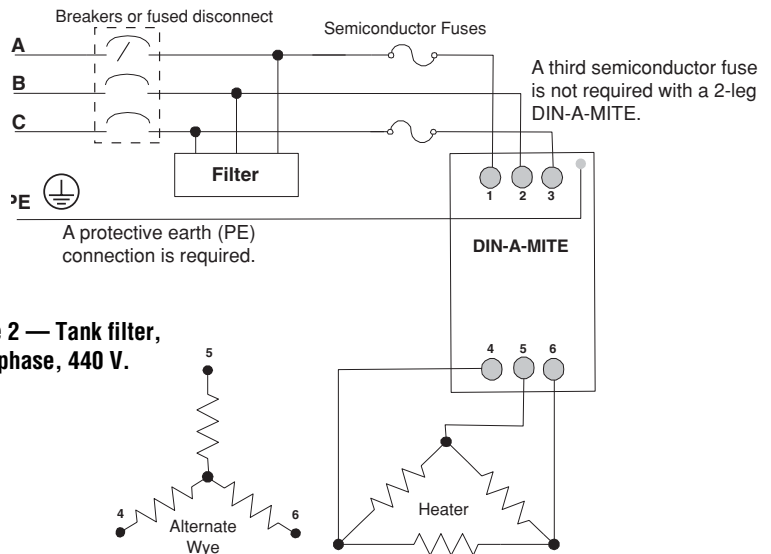 Breakers or fused disconnect
Semiconductor Fuses
A
B
C
A third semiconductor fuse
is not required with a 2-leg
DIN-A-MITE.
Filter
1 2 3
PE
A protective earth (PE)
connection is required.
DIN-A-MITE
2 — Tank filter,
phase, 440 V.
4 5 6
5
4
6
Alternate
Wye
Heater